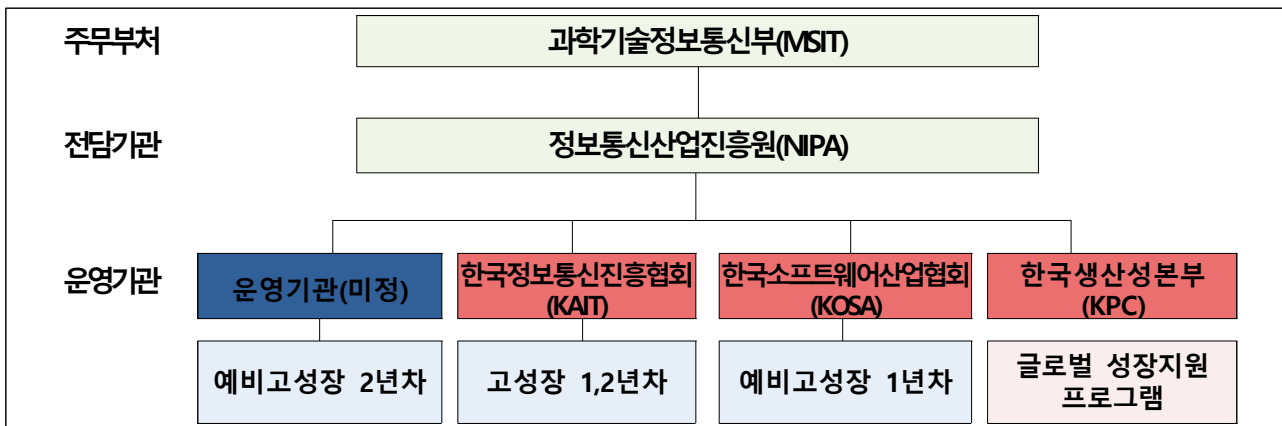 주무부처
과학기술정보통신부(MSIT)
전담기관
정보통신산업진흥원(NIPA)
운영기관
운영기관(미정)
한국정보통신진흥협회
(KAIT)
한국소프트웨어산업협회
(KOSA)
한국생산성본부
(KPC)
예비고성장 2년차
고성장 1,2년차
예비고성장 1년차
글로벌 성장지원
프로그램